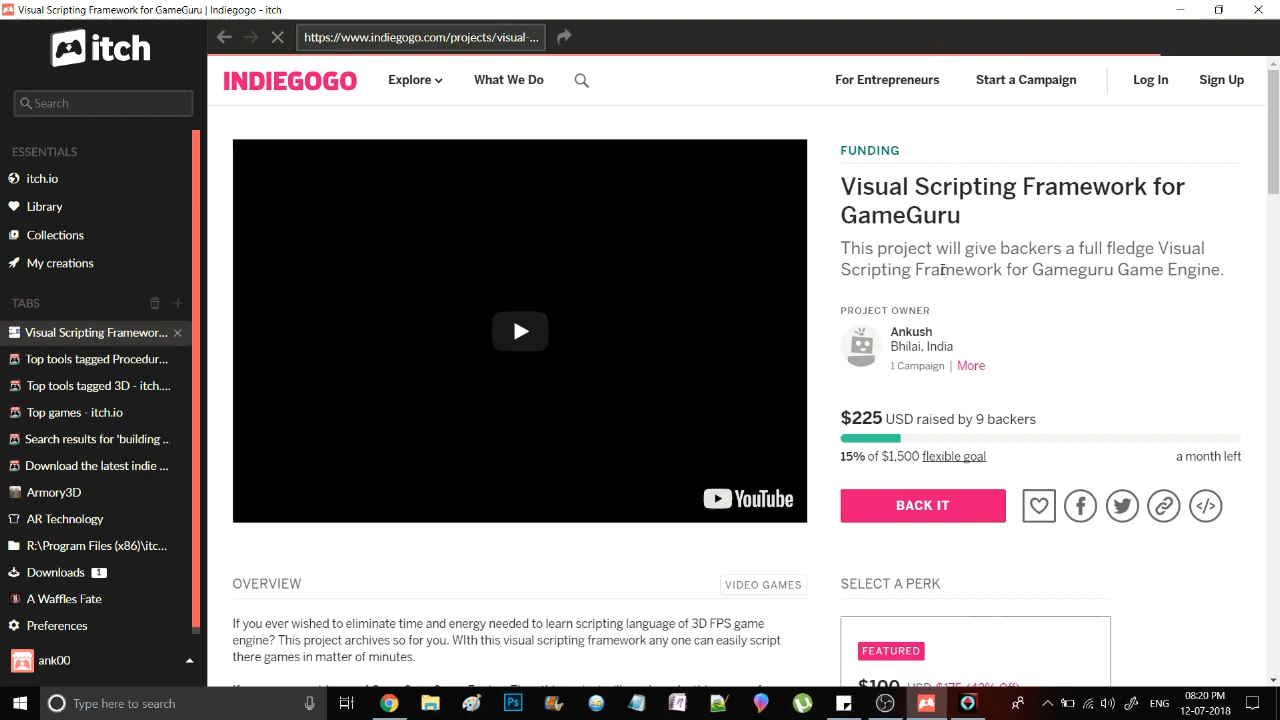 Visual Scripting Framework for GameGuru | Indiegogo - itch
itch
https://www.indiegogo.com/projects/visual-...
Search
ESSENTIALS
itch.io
Library
Collections
My creations
TABS
Visual Scripting Framewor...
Top tools tagged Procedur...
Top tools tagged 3D - itch....
Top games - itch.io
Search results for 'building ...
Download the latest indie ...
Armory3D
AR Technology
R:\Program Files (x86)\itc...
Downloads 1
A Waffles Fate
Preferences
ank00
INDIEGOGO
Explore
What We Do
For Entrepreneurs
Start a Campaign
Log In
Sign Up
YouTube
FUNDING
Visual Scripting Framework for
GameGuru
This project will give backers a full fledge Visual
Scripting Framework for Gameguru Game Engine.
PROJECT OWNER
Ankush
Bhilai, India
1 Campaign | More
$225 USD raised by 9 backers
15% of $1,500 flexible goal
a month left
BACK IT
OVERVIEW
VIDEO GAMES
If you ever wished to eliminate time and energy needed to learn scripting language of 3D FPS game
engine? This project archives so for you. WIth this visual scripting framework any one can easily script
there games in matter of minutes.
SELECT A PERK
FEATURED
$100 USD $175 (42% Off)
Type here to search
ENG
08:20 PM
12-07-2018